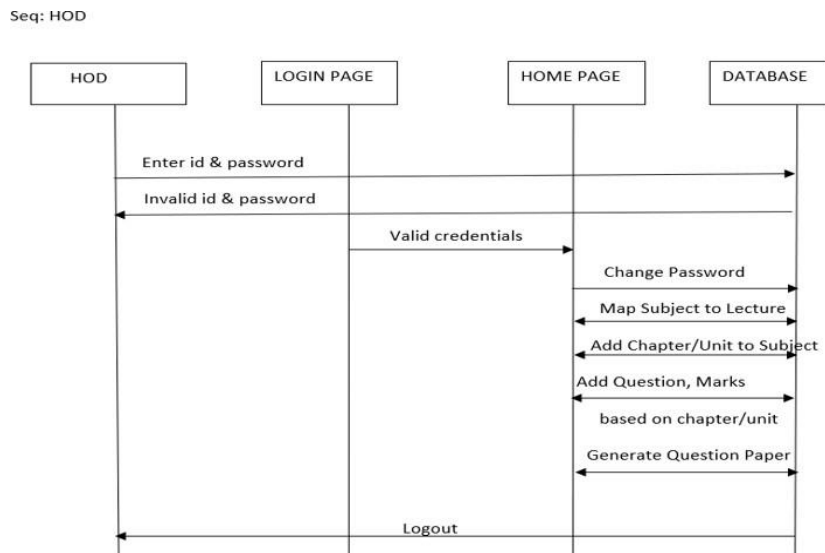 Seq: HOD
HOD
LOGIN PAGE
HOME PAGE
DATABASE
Enter id & password
Invalid id & password
Valid credentials
Change Password
Map Subject to Lecture
Add Chapter/Unit to Subject
Add Question, Marks
based on chapter/unit
Generate Question Paper
Logout